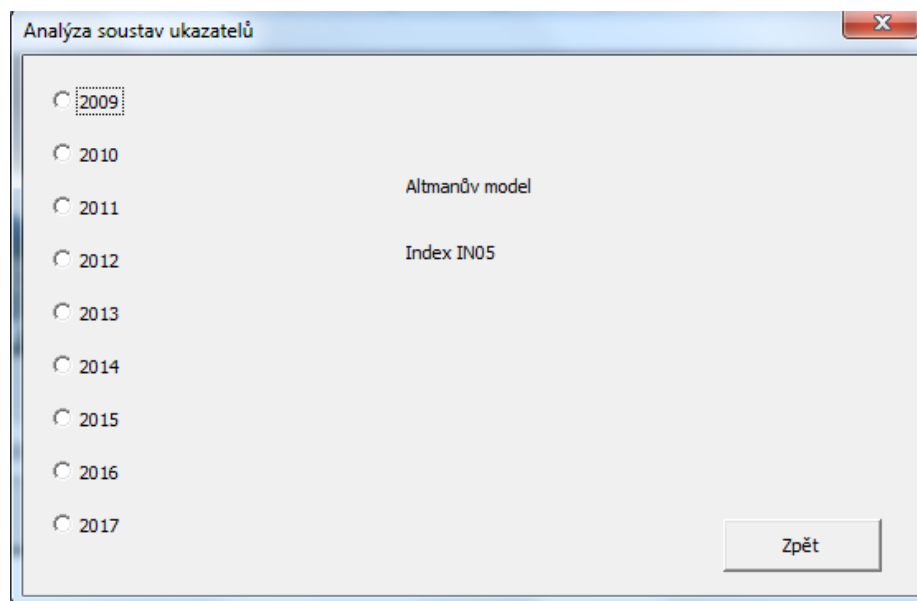 Analýza soustav ukazatelů
2009
2010
2011
2012
2013
2014
2015
2016
2017
Altmanův model
Index IN05
Zpět